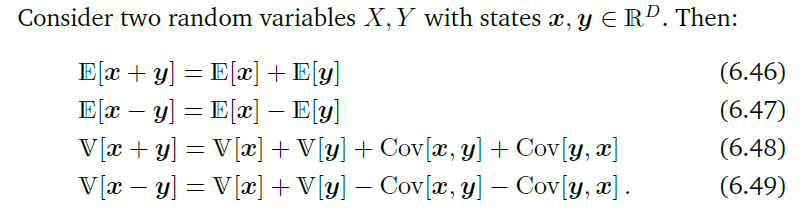 Consider two random variables X, Y with states x, y ∈ ℝᴰ. Then:
𝔼[x + y] = 𝔼[x] + 𝔼[y] (6.46)
𝔼[x − y] = 𝔼[x] − 𝔼[y] (6.47)
𝕍[x + y] = 𝕍[x] + 𝕍[y] + Cov[x, y] + Cov[y, x] (6.48)
𝕍[x − y] = 𝕍[x] + 𝕍[y] − Cov[x, y] − Cov[y, x] . (6.49)